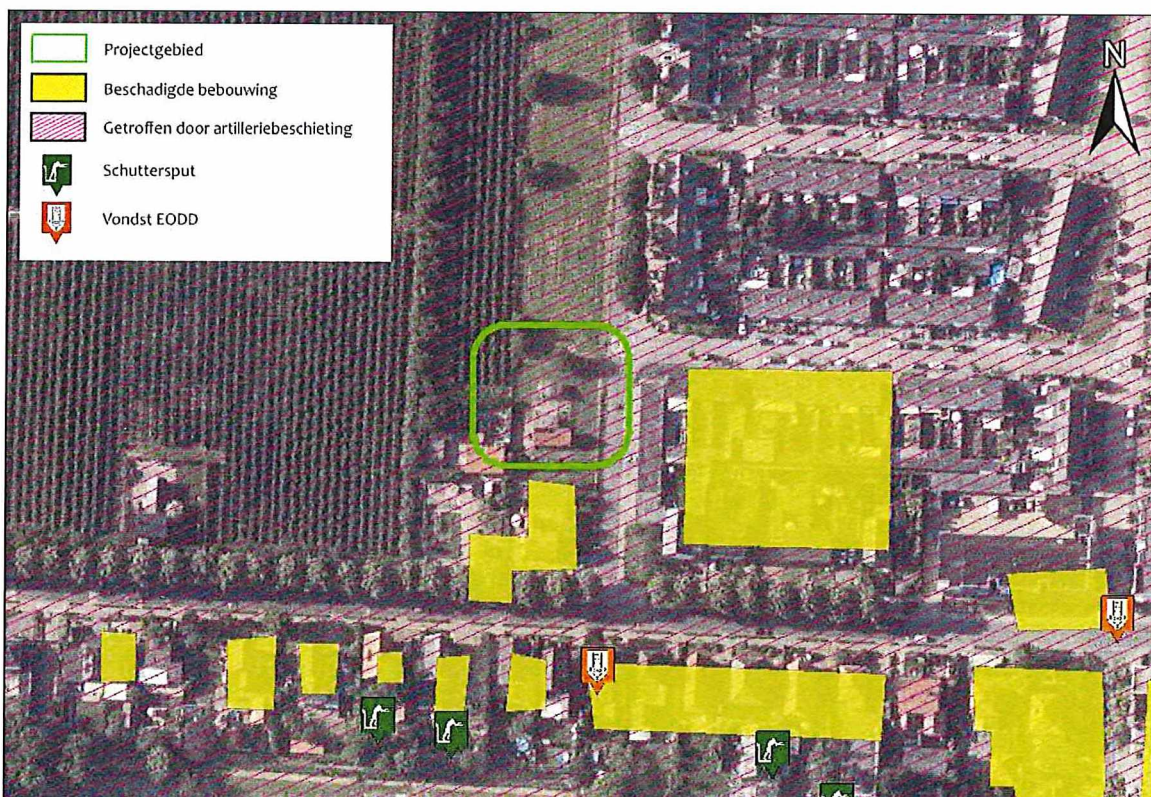 Projectgebied
Beschadigde bebouwing
Getroffen door artilleriebeschieting
Schuttersput
Vondst EODD
N